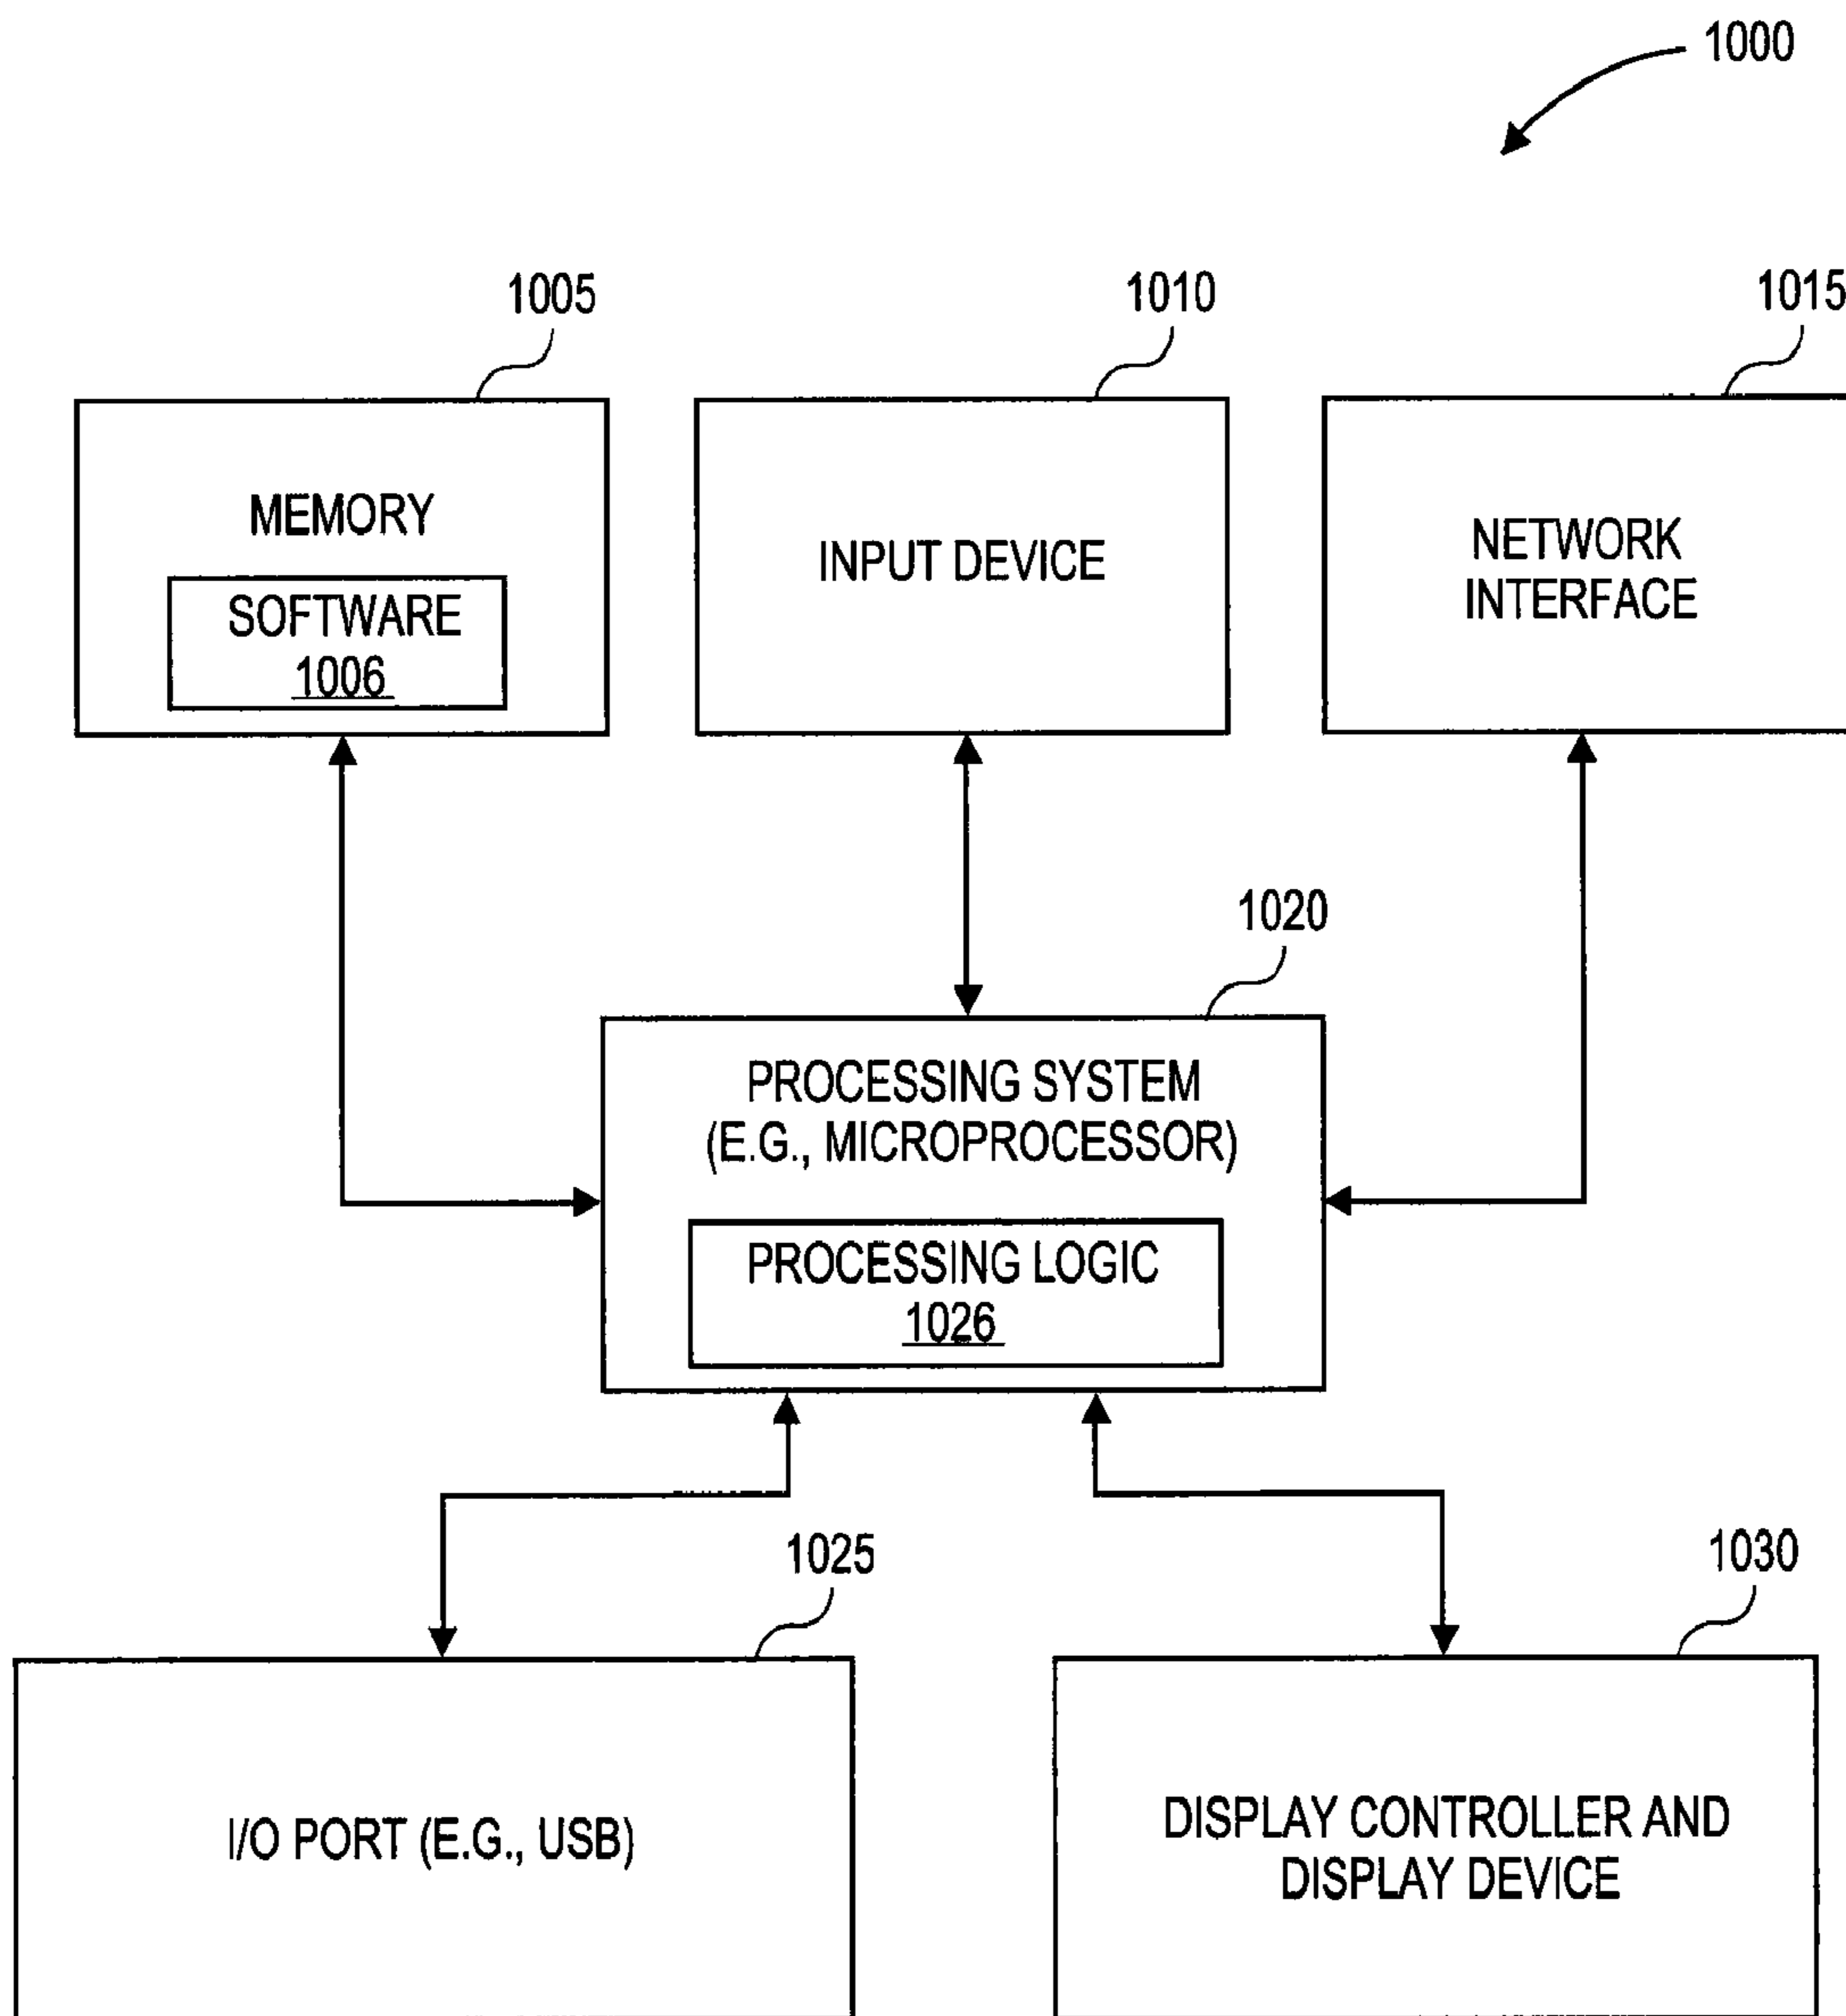 1000
1005
1010
1015
MEMORY
SOFTWARE
1006
INPUT DEVICE
NETWORK
INTERFACE
1020
PROCESSING SYSTEM
(E.G., MICROPROCESSOR)
PROCESSING LOGIC
1026
1025
1030
I/O PORT (E.G., USB)
DISPLAY CONTROLLER AND
DISPLAY DEVICE